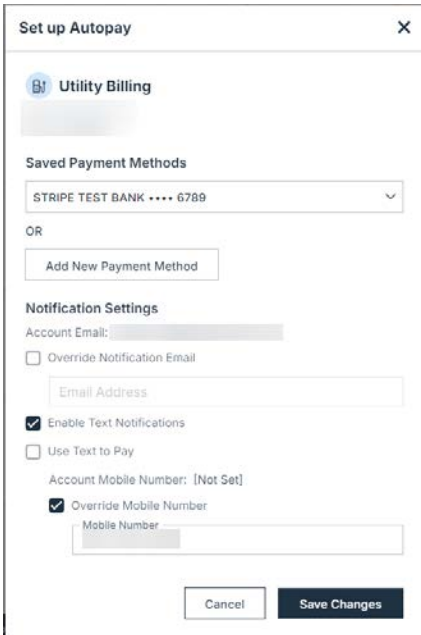 Set up Autopay
Utility Billing
Saved Payment Methods
STRIPE TEST BANK •••• 6789
OR
Add New Payment Method
Notification Settings
Account Email:
Override Notification Email
Email Address
Enable Text Notifications
Use Text to Pay
Account Mobile Number: [Not Set]
Override Mobile Number
Mobile Number
Cancel
Save Changes